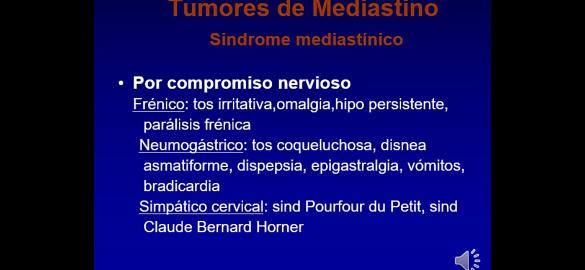 Tumores de Mediastino
Sindrome mediastínico
• Por compromiso nervioso
Frénico: tos irritativa,omalgia,hipo persistente,
parálisis frénica
Neumogástrico: tos coqueluchosa, disnea
asmatiforme, dispepsia, epigastralgia, vómitos,
bradicardia
Simpático cervical: sind Pourfour du Petit, sind
Claude Bernard Horner